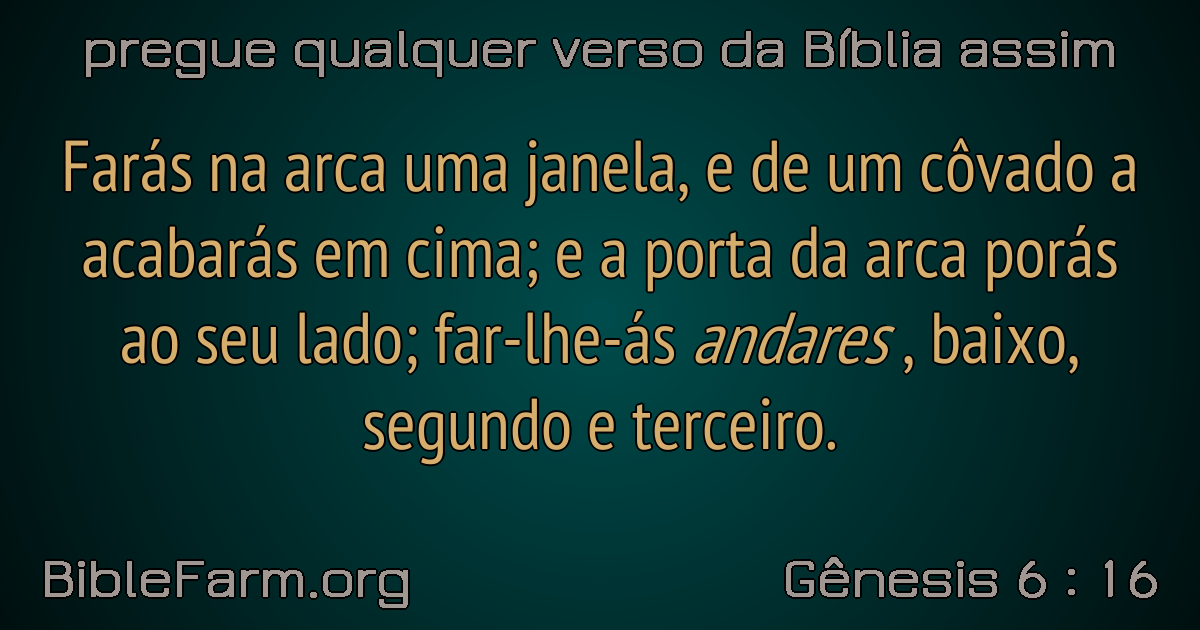 pregue qualquer verso da Bíblia assim
Farás na arca uma janela, e de um côvado a
acabarás em cima; e a porta da arca porás
ao seu lado; far-lhe-ás andares , baixo,
segundo e terceiro.
BibleFarm.org
Gênesis 6 : 16